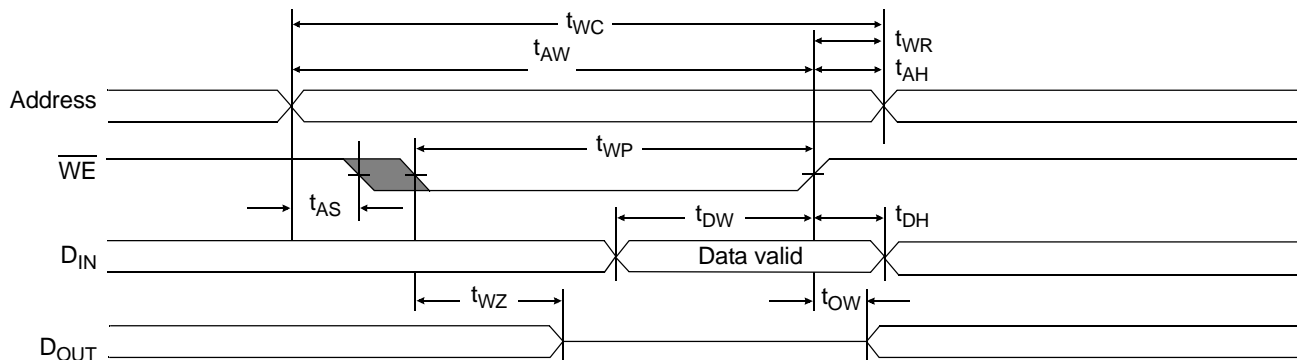 tWC
tWR
tAW
tAH
Address
tWP
WE
tAS
tDW
tDH
DIN
Data valid
tWZ
tOW
DOUT